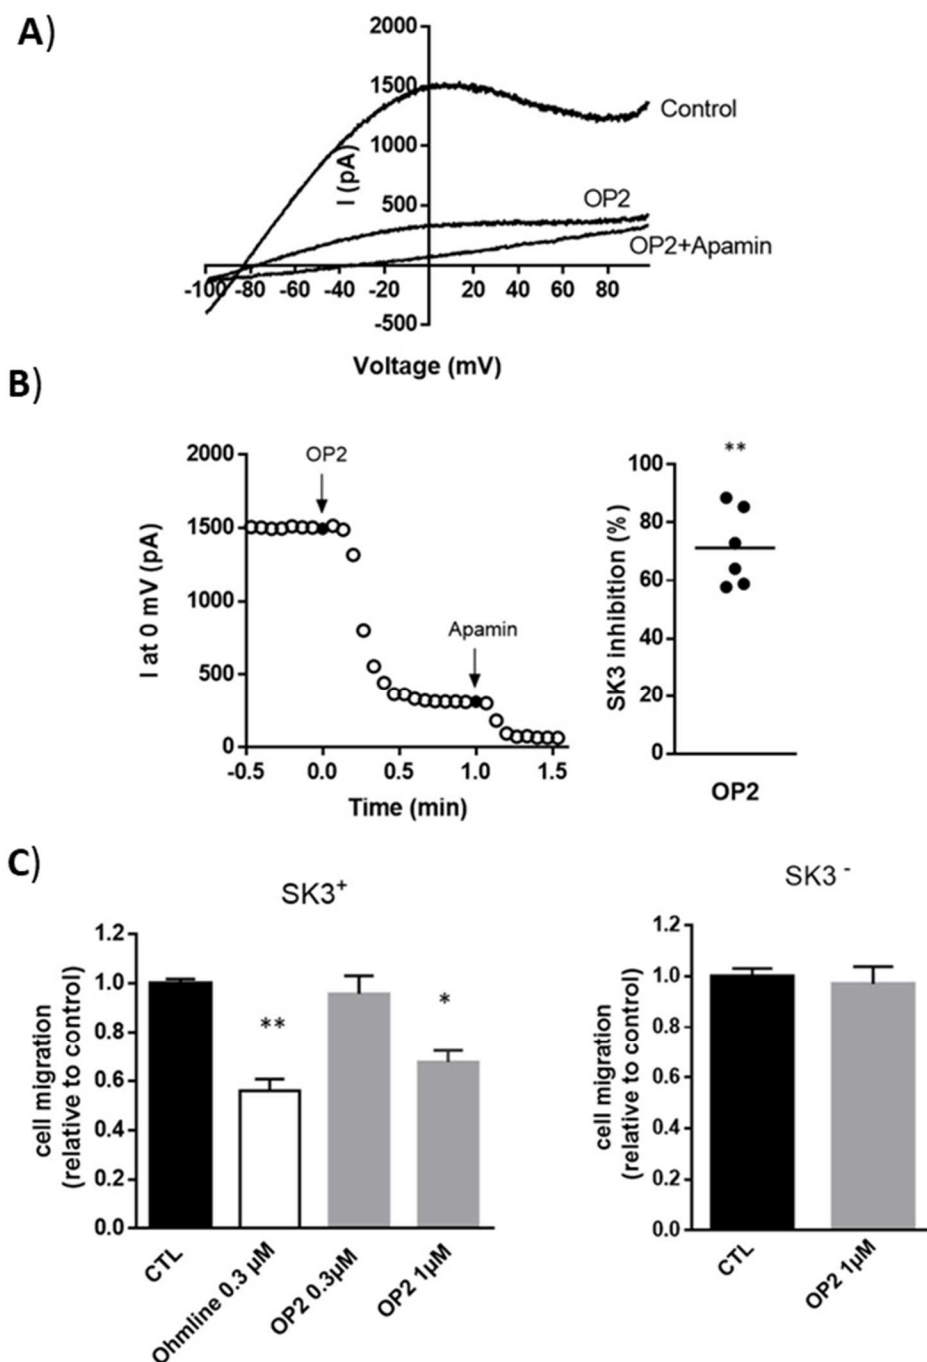 A)
2000
1500
1000
500
-500
I (pA)
Control
OP2
OP2+Apamin
-100 -80 -60 -40 -20 20 40 60 80
Voltage (mV)
B)
2000
1500
1000
500
0
I at 0 mV (pA)
OP2
Apamin
-0.5 0.0 0.5 1.0 1.5
Time (min)
**
100
80
60
40
20
0
SK3 inhibition (%)
OP2
C)
SK3+
1.2
1.0
0.8
0.6
0.4
0.2
0.0
cell migration
(relative to control)
**
*
CTL
Ohmline 0.3 µM
OP2 0.3µM
OP2 1µM
SK3 -
1.2
1.0
0.8
0.6
0.4
0.2
0.0
cell migration
(relative to control)
CTL
OP2 1µM